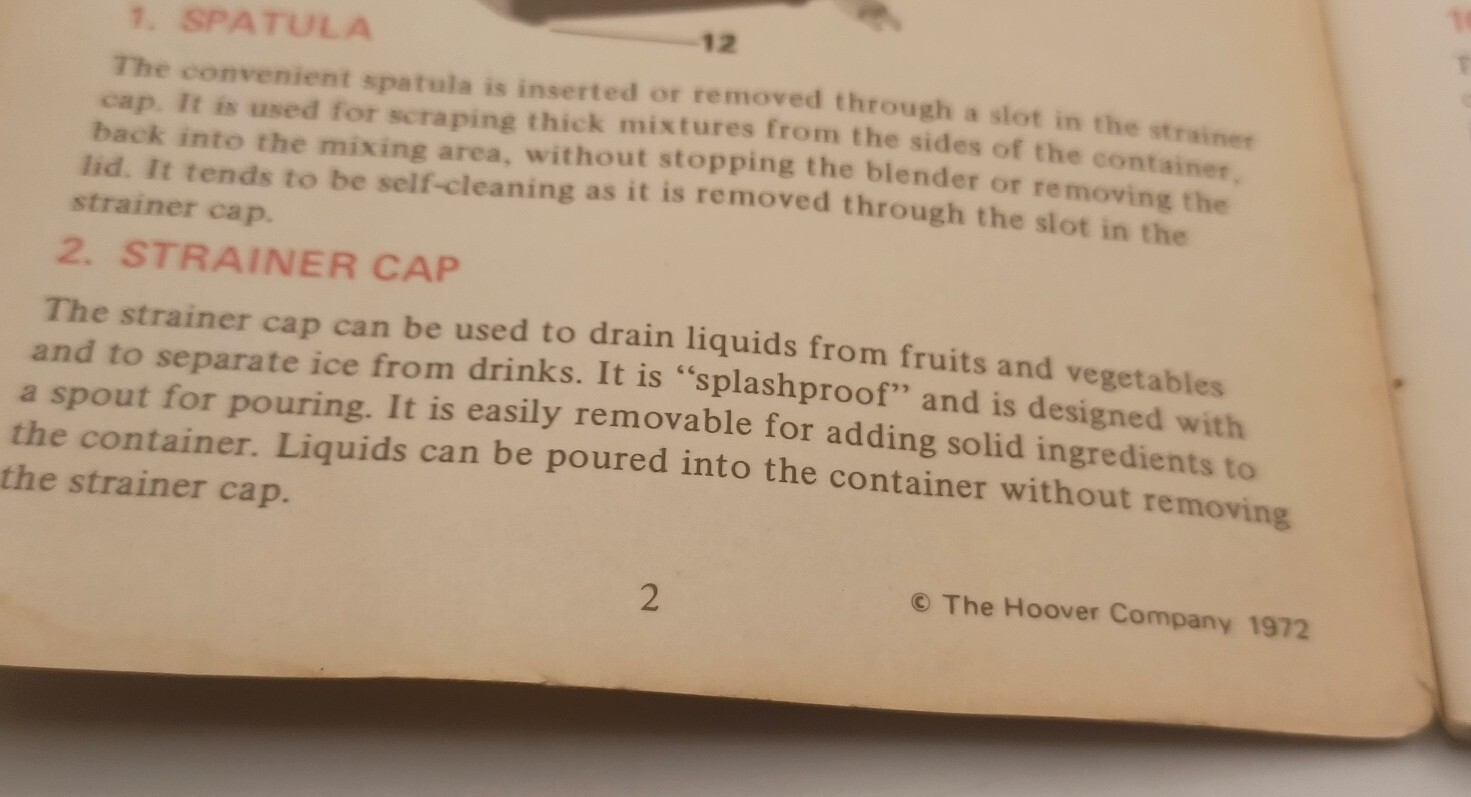 12
1. SPATULA
The convenient spatula is inserted or removed through a slot in the strainer
cap. It is used for scraping thick mixtures from the sides of the container,
back into the mixing area, without stopping the blender or removing the
lid. It tends to be self-cleaning as it is removed through the slot in the
strainer cap.
2. STRAINER CAP
The strainer cap can be used to drain liquids from fruits and vegetables
and to separate ice from drinks. It is “splashproof” and is designed with
a spout for pouring. It is easily removable for adding solid ingredients to
the container. Liquids can be poured into the container without removing
the strainer cap.
2
© The Hoover Company 1972